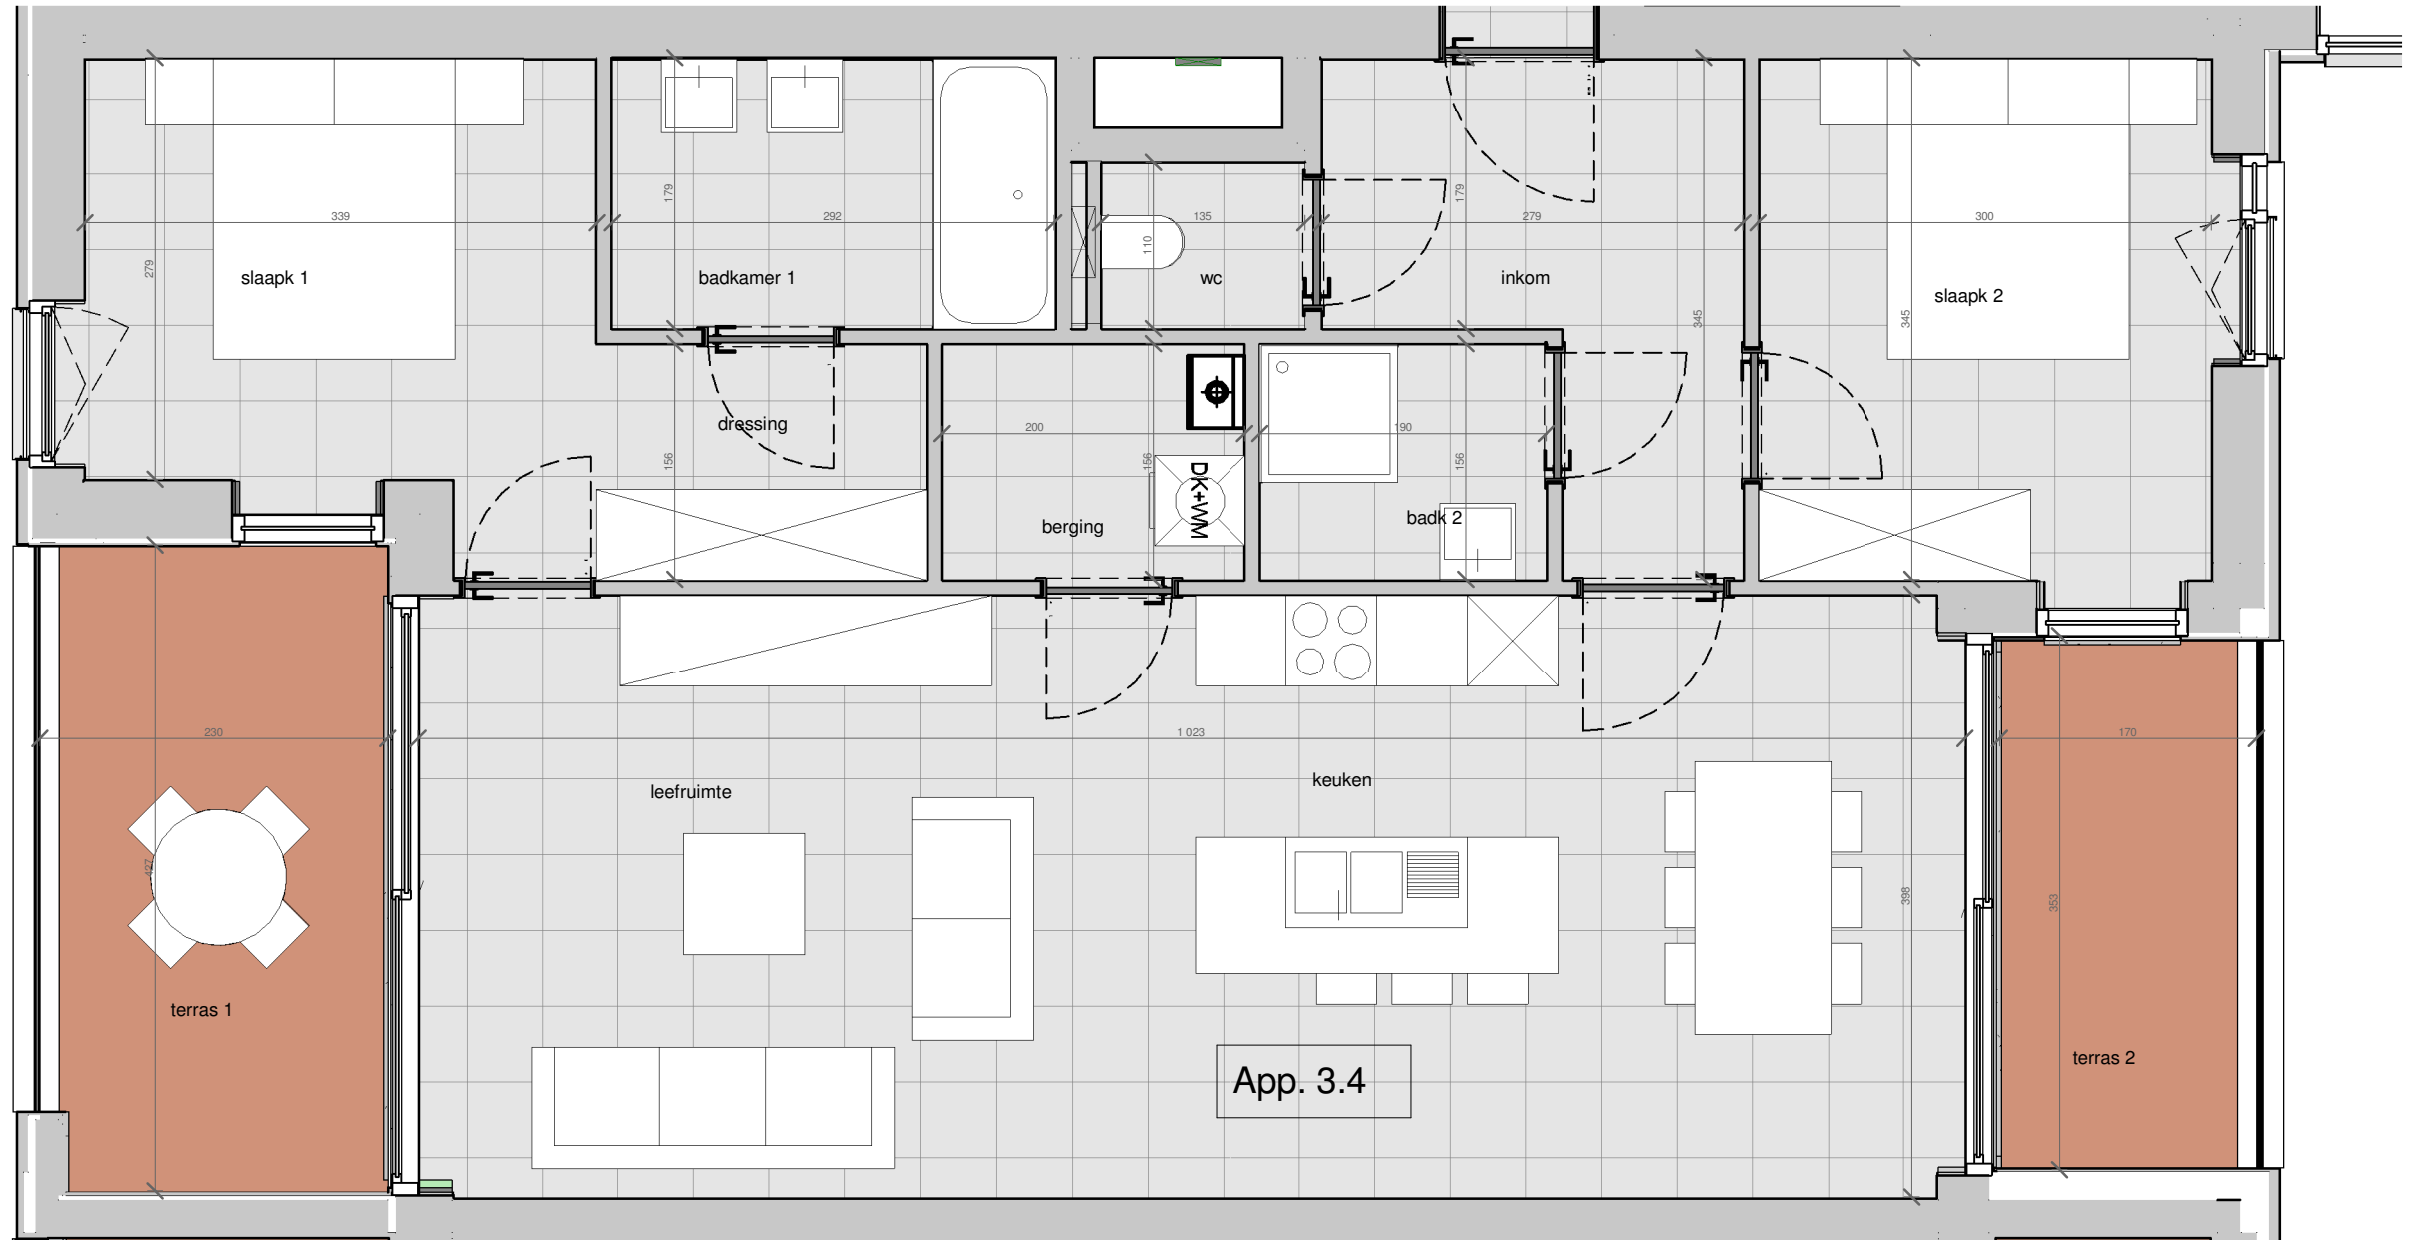 179
179
339
292
135
279
300
110
279
slaapk 1
badkamer 1
wc
inkom
slaapk 2
345
345
dressing
200
190
156
156
156
DK+WM
berging
badk 2
230
1 023
170
leefruimte
keuken
427
398
353
terras 1
terras 2
App. 3.4